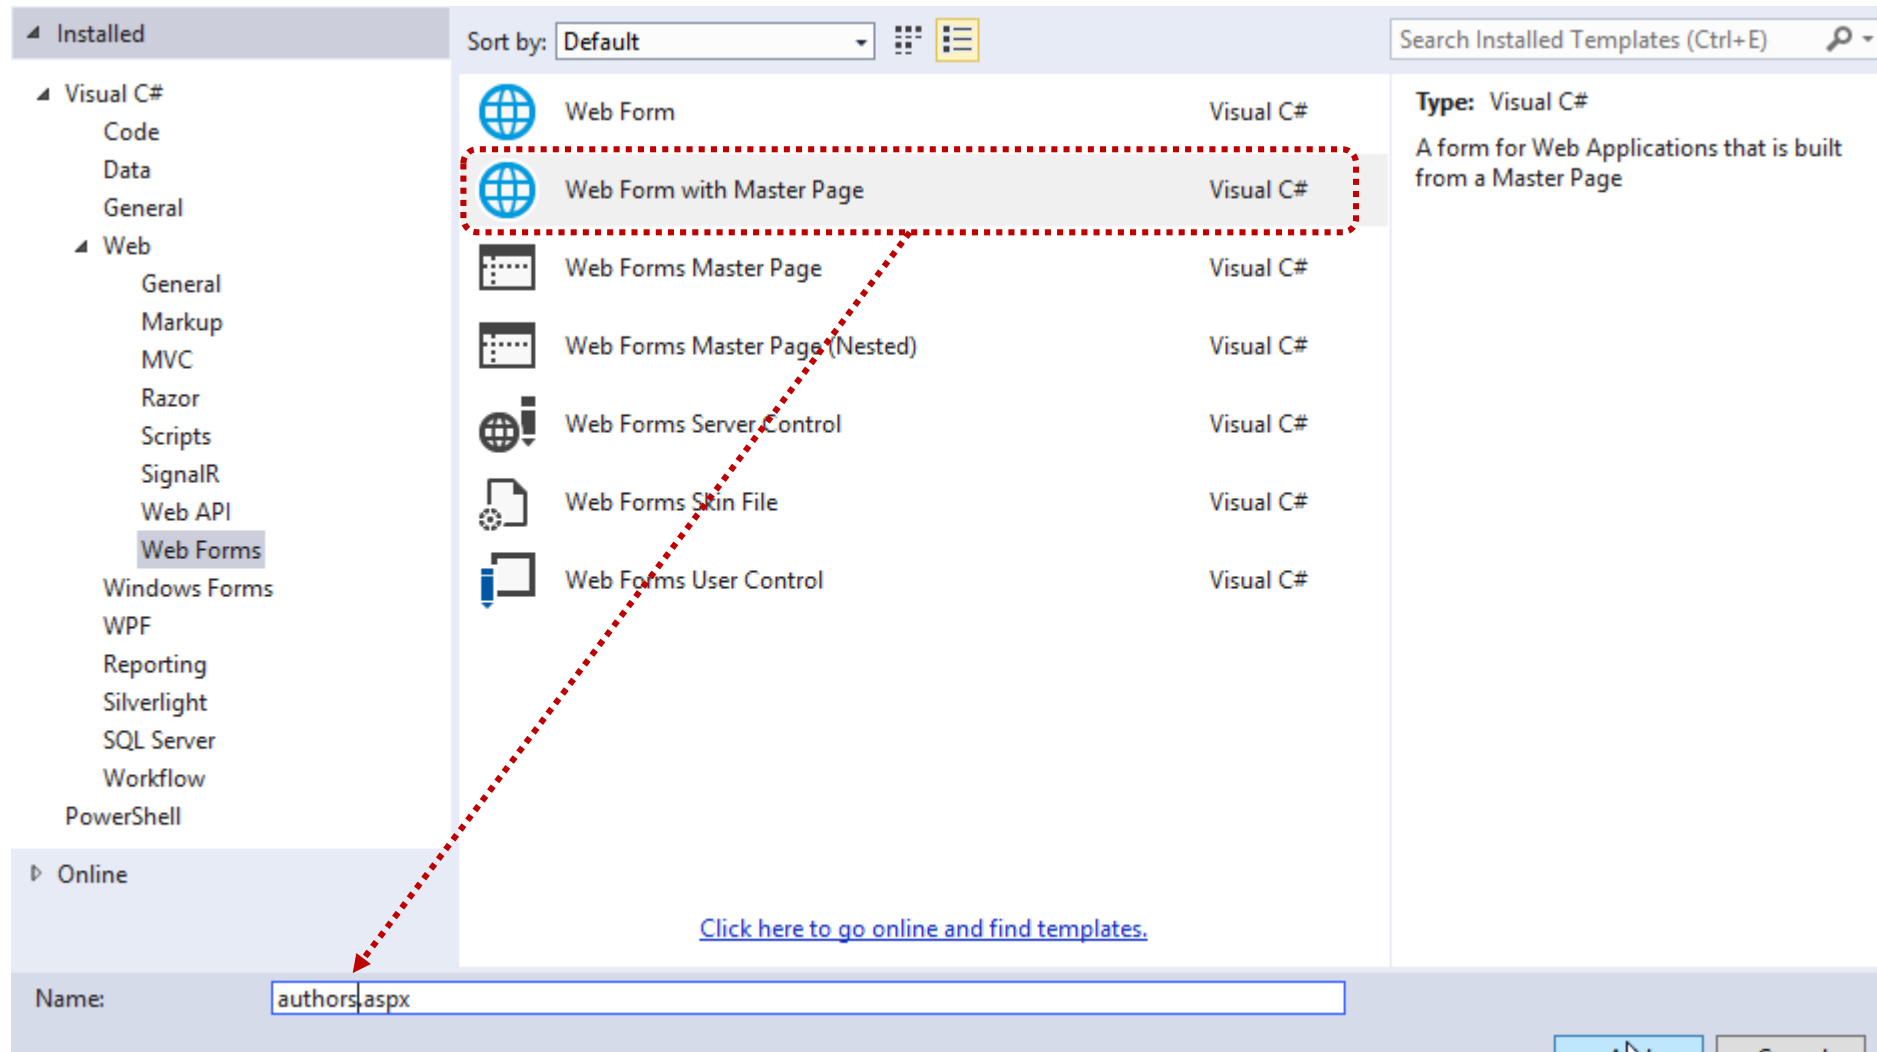 Installed
Visual C#
Code
Data
General
Web
General
Markup
MVC
Razor
Scripts
SignalR
Web API
Web Forms
Windows Forms
WPF
Reporting
Silverlight
SQL Server
Workflow
PowerShell
Online
Sort by: Default
Web Form Visual C#
Web Form with Master Page Visual C#
Web Forms Master Page Visual C#
Web Forms Master Page (Nested) Visual C#
Web Forms Server Control Visual C#
Web Forms Skin File Visual C#
Web Forms User Control Visual C#
Click here to go online and find templates.
Search Installed Templates (Ctrl+E)
Type: Visual C#
A form for Web Applications that is built
from a Master Page
Name: authors.aspx